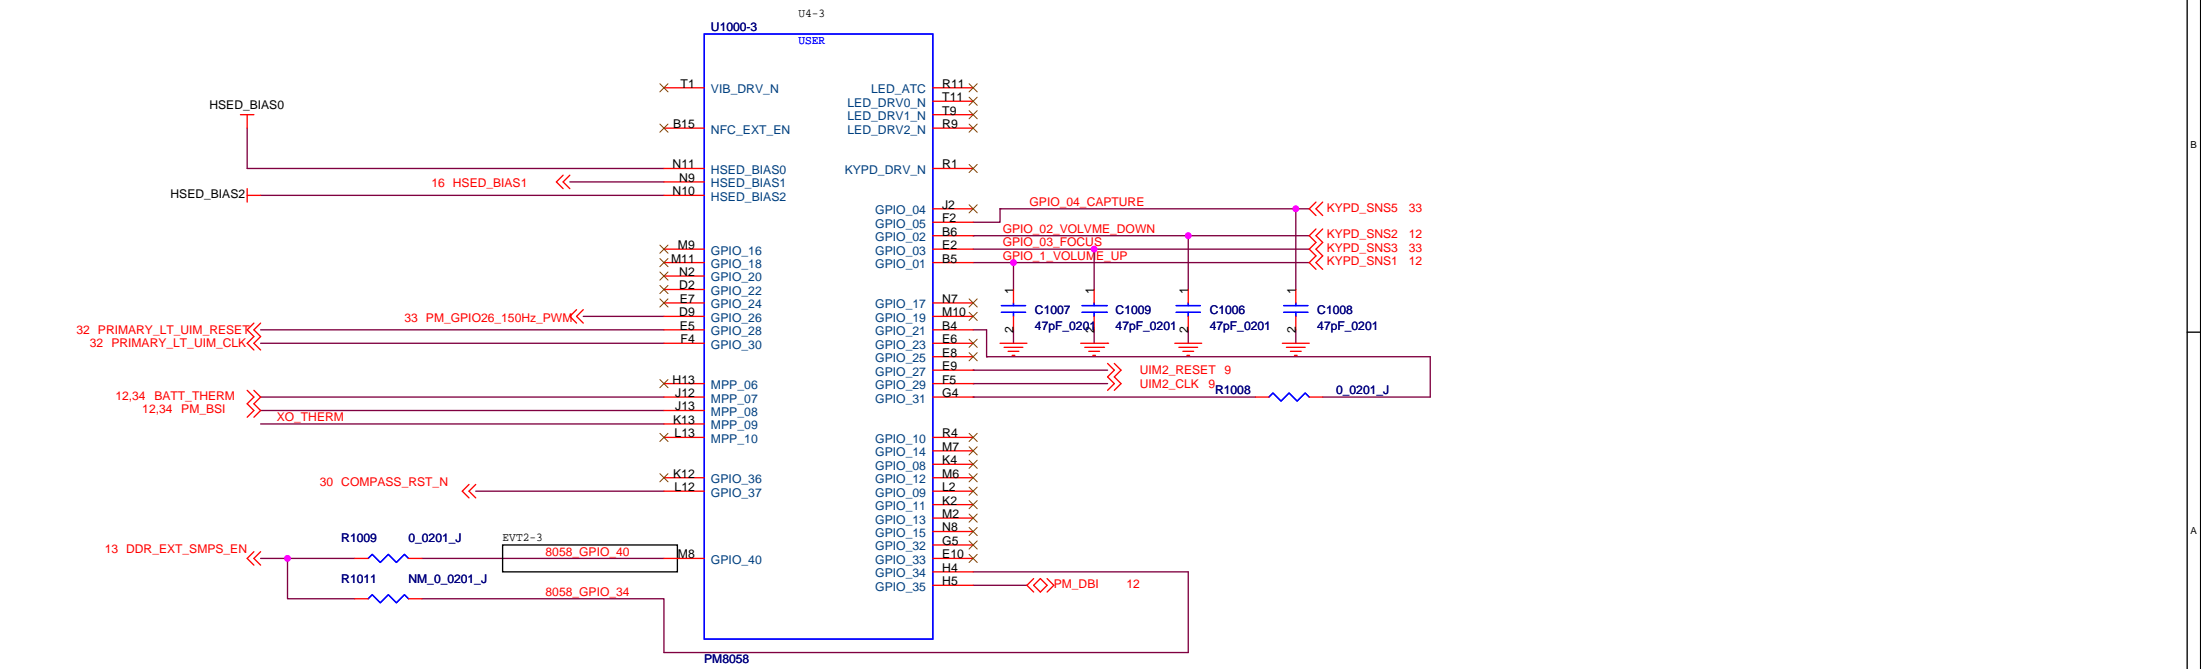 U4-3
U1000-3
USER
T1 VIB_DRV_N
LED_ATC R11
HSED_BIAS0
LED_DRV0_N T11
LED_DRV1_N T9
B15 NFC_EXT_EN
LED_DRV2_N R9
B
N11 HSED_BIAS0
KYPD_DRV_N R1
16 HSED_BIAS1
N9 HSED_BIAS1
HSED_BIAS2
N10 HSED_BIAS2
GPIO_04 J2
GPIO_04_CAPTURE
KYPD_SNS5 33
GPIO_05 F2
GPIO_02 B6
GPIO_02_VOLVME_DOWN
KYPD_SNS2 12
M9 GPIO_16
GPIO_03 E2
GPIO_03_FOCUS
KYPD_SNS3 33
M11 GPIO_18
GPIO_01 B5
GPIO_1_VOLUME_UP
KYPD_SNS1 12
N2 GPIO_20
D2 GPIO_22
1 1 1 1
E7 GPIO_24
GPIO_17 N7
C1007 C1009 C1006 C1008
33 PM_GPIO26_150Hz_PWM
D9 GPIO_26
GPIO_19 M10
47pF_0201 47pF_0201 47pF_0201 47pF_0201
32 PRIMARY_LT_UIM_RESET
E5 GPIO_28
GPIO_21 B4
2 2 2 2
32 PRIMARY_LT_UIM_CLK
F4 GPIO_30
GPIO_23 E6
GPIO_25 E8
GPIO_27 E9
UIM2_RESET 9
H13 MPP_06
GPIO_29 F5
UIM2_CLK 9
12,34 BATT_THERM
J12 MPP_07
GPIO_31 G4
R1008 0_0201_J
12,34 PM_BSI
J13 MPP_08
XO_THERM
K13 MPP_09
L13 MPP_10
GPIO_10 R4
GPIO_14 M7
GPIO_08 K4
K12 GPIO_36
GPIO_12 M6
30 COMPASS_RST_N
L12 GPIO_37
GPIO_09 L2
GPIO_11 K2
GPIO_13 M2
GPIO_15 N8
A
R1009 0_0201_J
EVT2-3
GPIO_32 G5
13 DDR_EXT_SMPS_EN
8058_GPIO_40
M8 GPIO_40
GPIO_33 E10
R1011 NM_0_0201_J
GPIO_34 H4
8058_GPIO_34
GPIO_35 H5
PM_DBI 12
PM8058